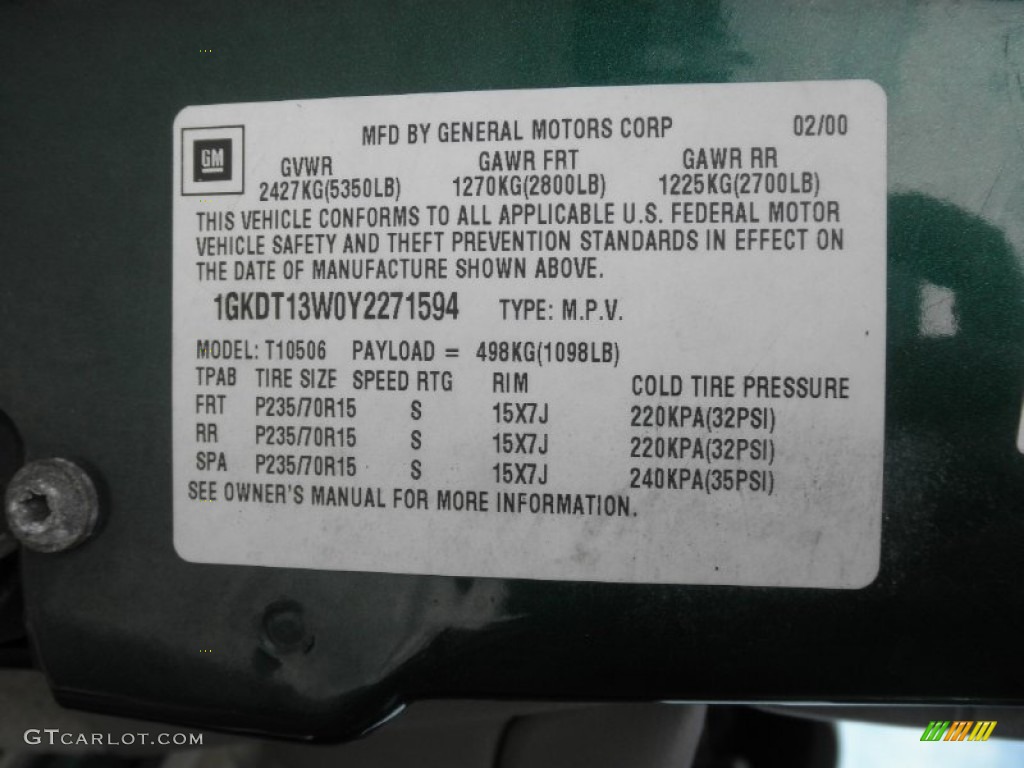 MFD BY GENERAL MOTORS CORP 02/00
GM
GVWR GAWR FRT GAWR RR
2427KG(5350LB) 1270KG(2800LB) 1225KG(2700LB)
THIS VEHICLE CONFORMS TO ALL APPLICABLE U.S. FEDERAL MOTOR
VEHICLE SAFETY AND THEFT PREVENTION STANDARDS IN EFFECT ON
THE DATE OF MANUFACTURE SHOWN ABOVE.
1GKDT13W0Y2271594 TYPE: M.P.V.
MODEL: T10506 PAYLOAD = 498KG(1098LB)
TPAB TIRE SIZE SPEED RTG RIM COLD TIRE PRESSURE
FRT P235/70R15 S 15X7J 220KPA(32PSI)
RR P235/70R15 S 15X7J 220KPA(32PSI)
SPA P235/70R15 S 15X7J 240KPA(35PSI)
SEE OWNER'S MANUAL FOR MORE INFORMATION.
GTCARLOT.COM